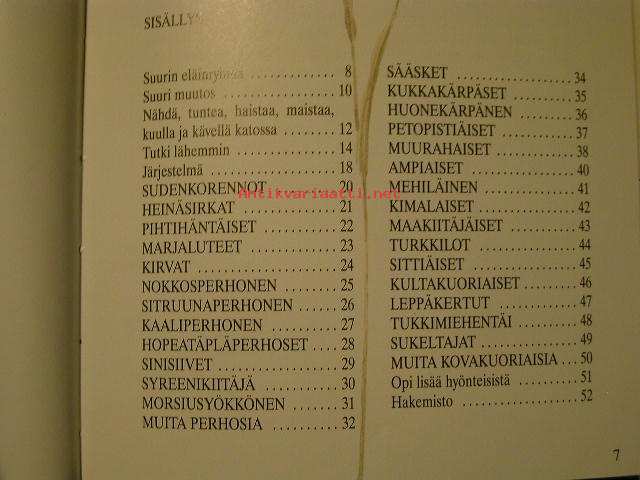 SISÄLLYS
Suurin eläinryhmä ............ 8
Suuri muutos ............ 10
Nähdä, tuntea, haistaa, maistaa,
kuulla ja kävellä katossa ........ 12
Tutki lähemmin ............ 14
Järjestelmä ............ 18
SUDENKORENNOT ........ 20
HEINÄSIRKAT ............ 21
PIHTIHÄNTÄISET ............ 22
MARJALUTEET ............ 23
KIRVAT ............ 24
NOKKOSPERHONEN ........ 25
SITRUUNAPERHONEN ....... 26
KAALIPERHONEN ............ 27
HOPEATÄPLÄPERHOSET ..... 28
SINISIIVET ............ 29
SYREENIKIITÄJÄ ............ 30
MORSIUSYÖKKÖNEN ........ 31
MUITA PERHOSIA ............ 32
SÄÄSKET ............ 34
KUKKAKÄRPÄSET ............ 35
HUONEKÄRPÄNEN ............ 36
PETOPISTIÄISET ............ 37
MUURAHAISET ............ 38
AMPIAISET ............ 40
MEHILÄINEN ............ 41
KIMALAISET ............ 42
MAAKIITÄJÄISET ............ 43
TURKKILOT ............ 44
SITTIÄISET ............ 45
KULTAKUORIAISET ........ 46
LEPPÄKERTUT ............ 47
TUKKIMIEHENTÄI ............ 48
SUKELTAJAT ............ 49
MUITA KOVAKUORIAISIA ... 50
Opi lisää hyönteisistä ........ 51
Hakemisto ............ 52
7
Antikvariaatti.net